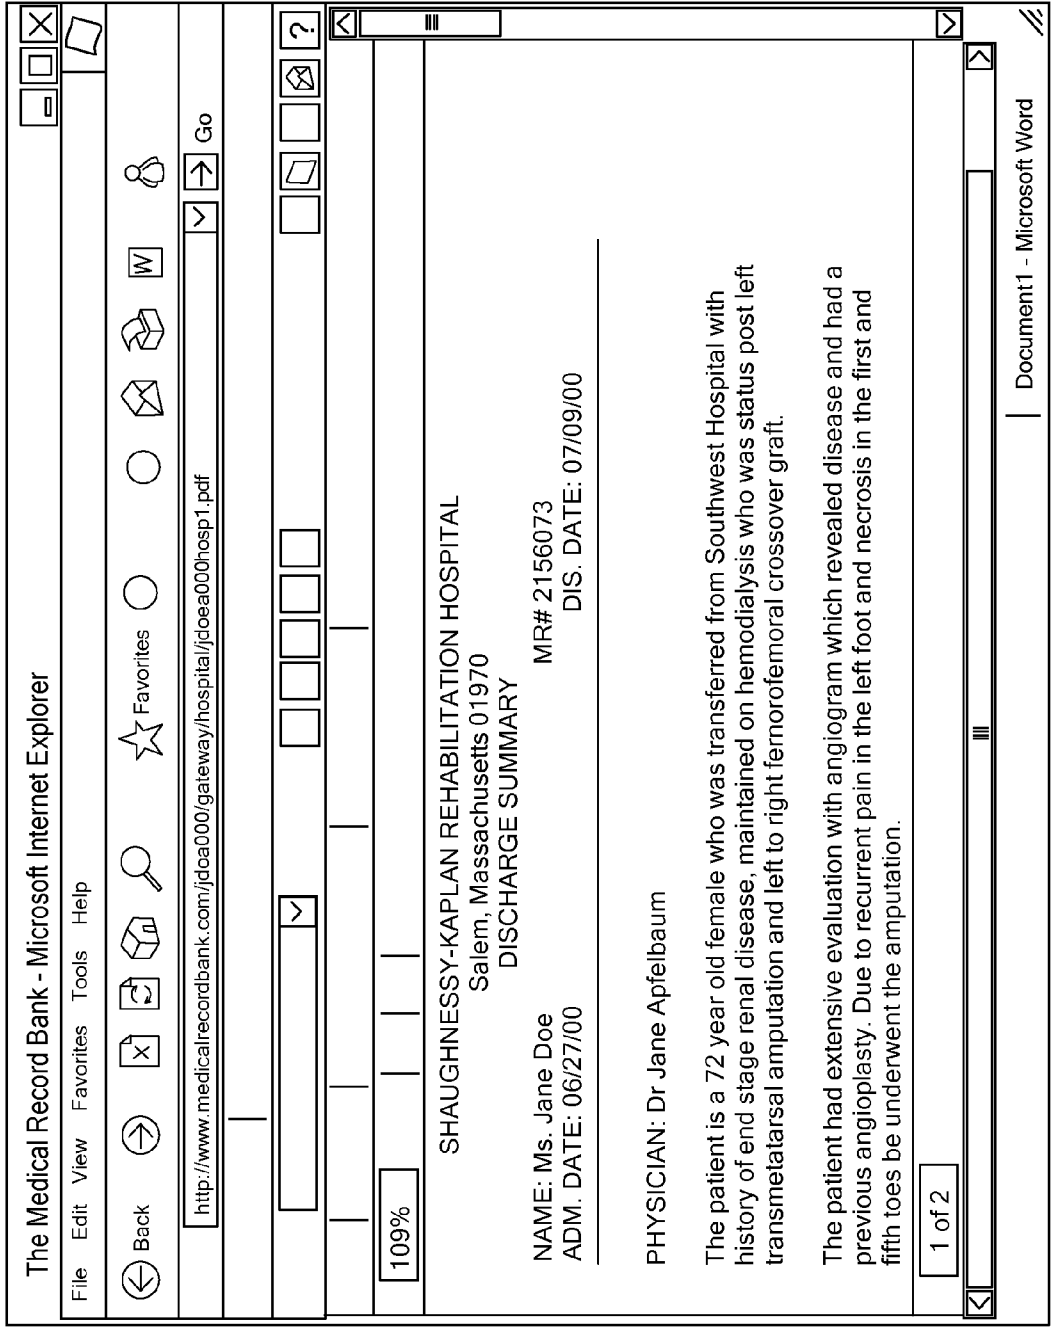 The Medical Record Bank - Microsoft Internet Explorer
File Edit View Favorites Tools Help
Back Favorites W
http://www.medicalrecordbank.com/jdoa000/gateway/hospital/jdoea000hosp1.pdf Go
?
109%
SHAUGHNESSY-KAPLAN REHABILITATION HOSPITAL
Salem, Massachusetts 01970
DISCHARGE SUMMARY
NAME: Ms. Jane Doe MR# 2156073
ADM. DATE: 06/27/00 DIS. DATE: 07/09/00
PHYSICIAN: Dr Jane Apfelbaum
The patient is a 72 year old female who was transferred from Southwest Hospital with
history of end stage renal disease, maintained on hemodialysis who was status post left
transmetatarsal amputation and left to right fernorofemoral crossover graft.
The patient had extensive evaluation with angiogram which revealed disease and had a
previous angioplasty. Due to recurrent pain in the left foot and necrosis in the first and
fifth toes be underwent the amputation.
1 of 2
Document1 - Microsoft Word